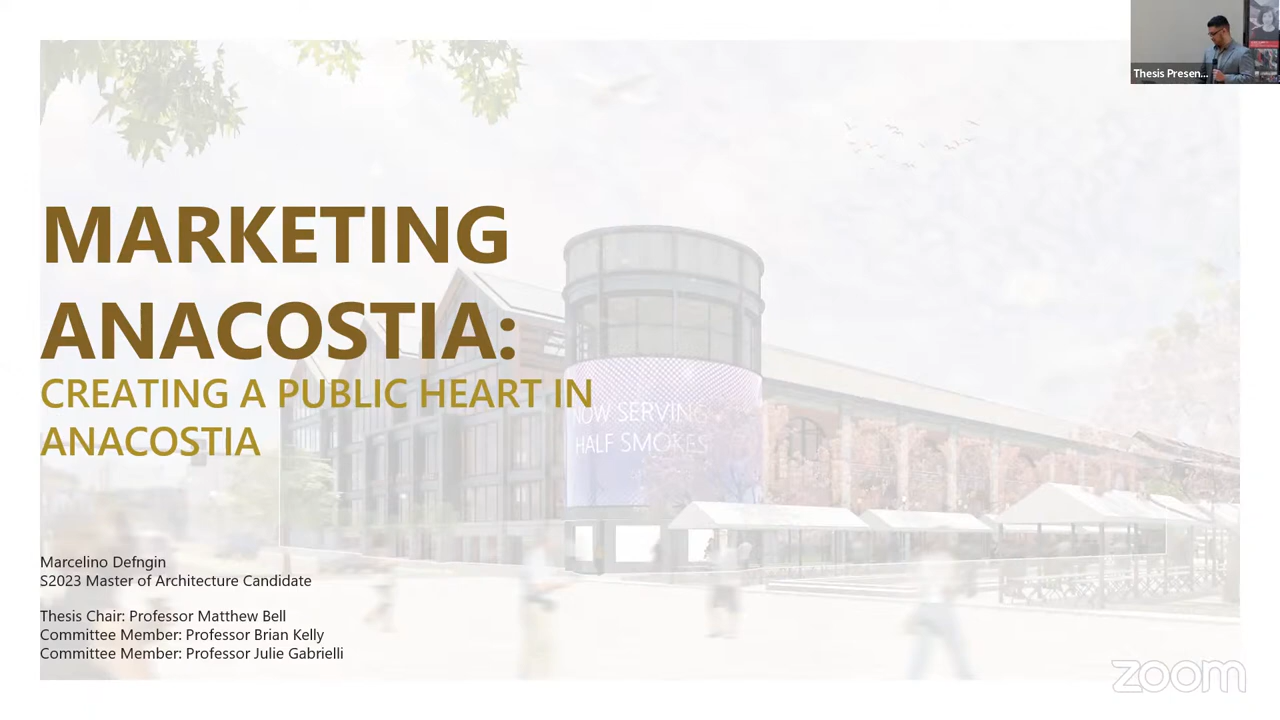 Thesis Presen...
MARKETING
ANACOSTIA:
CREATING A PUBLIC HEART IN
ANACOSTIA
NOW SERVING
HALF SMOKES
Marcelino Defngin
S2023 Master of Architecture Candidate
Thesis Chair: Professor Matthew Bell
Committee Member: Professor Brian Kelly
Committee Member: Professor Julie Gabrielli
zoom